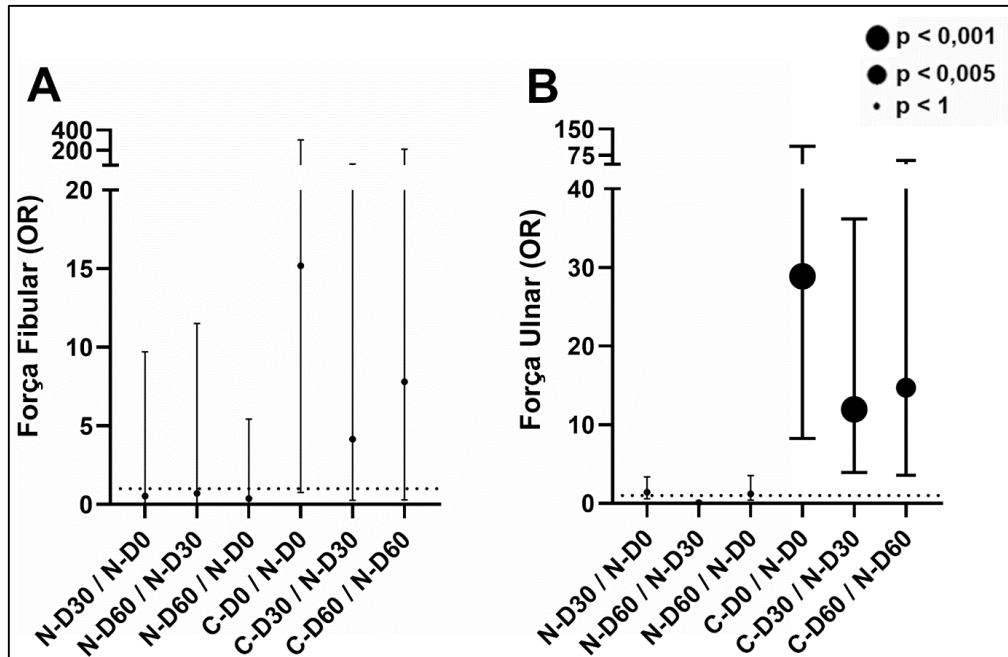 p < 0,001
p < 0,005
p < 1
A
Força Fibular (OR)
400
200
20
15
10
5
0
N-D30 / N-D0
N-D60 / N-D30
N-D60 / N-D0
C-D0 / N-D0
C-D30 / N-D30
C-D60 / N-D60
B
Força Ulnar (OR)
150
75
40
30
20
10
0
N-D30 / N-D0
N-D60 / N-D30
N-D60 / N-D0
C-D0 / N-D0
C-D30 / N-D30
C-D60 / N-D60